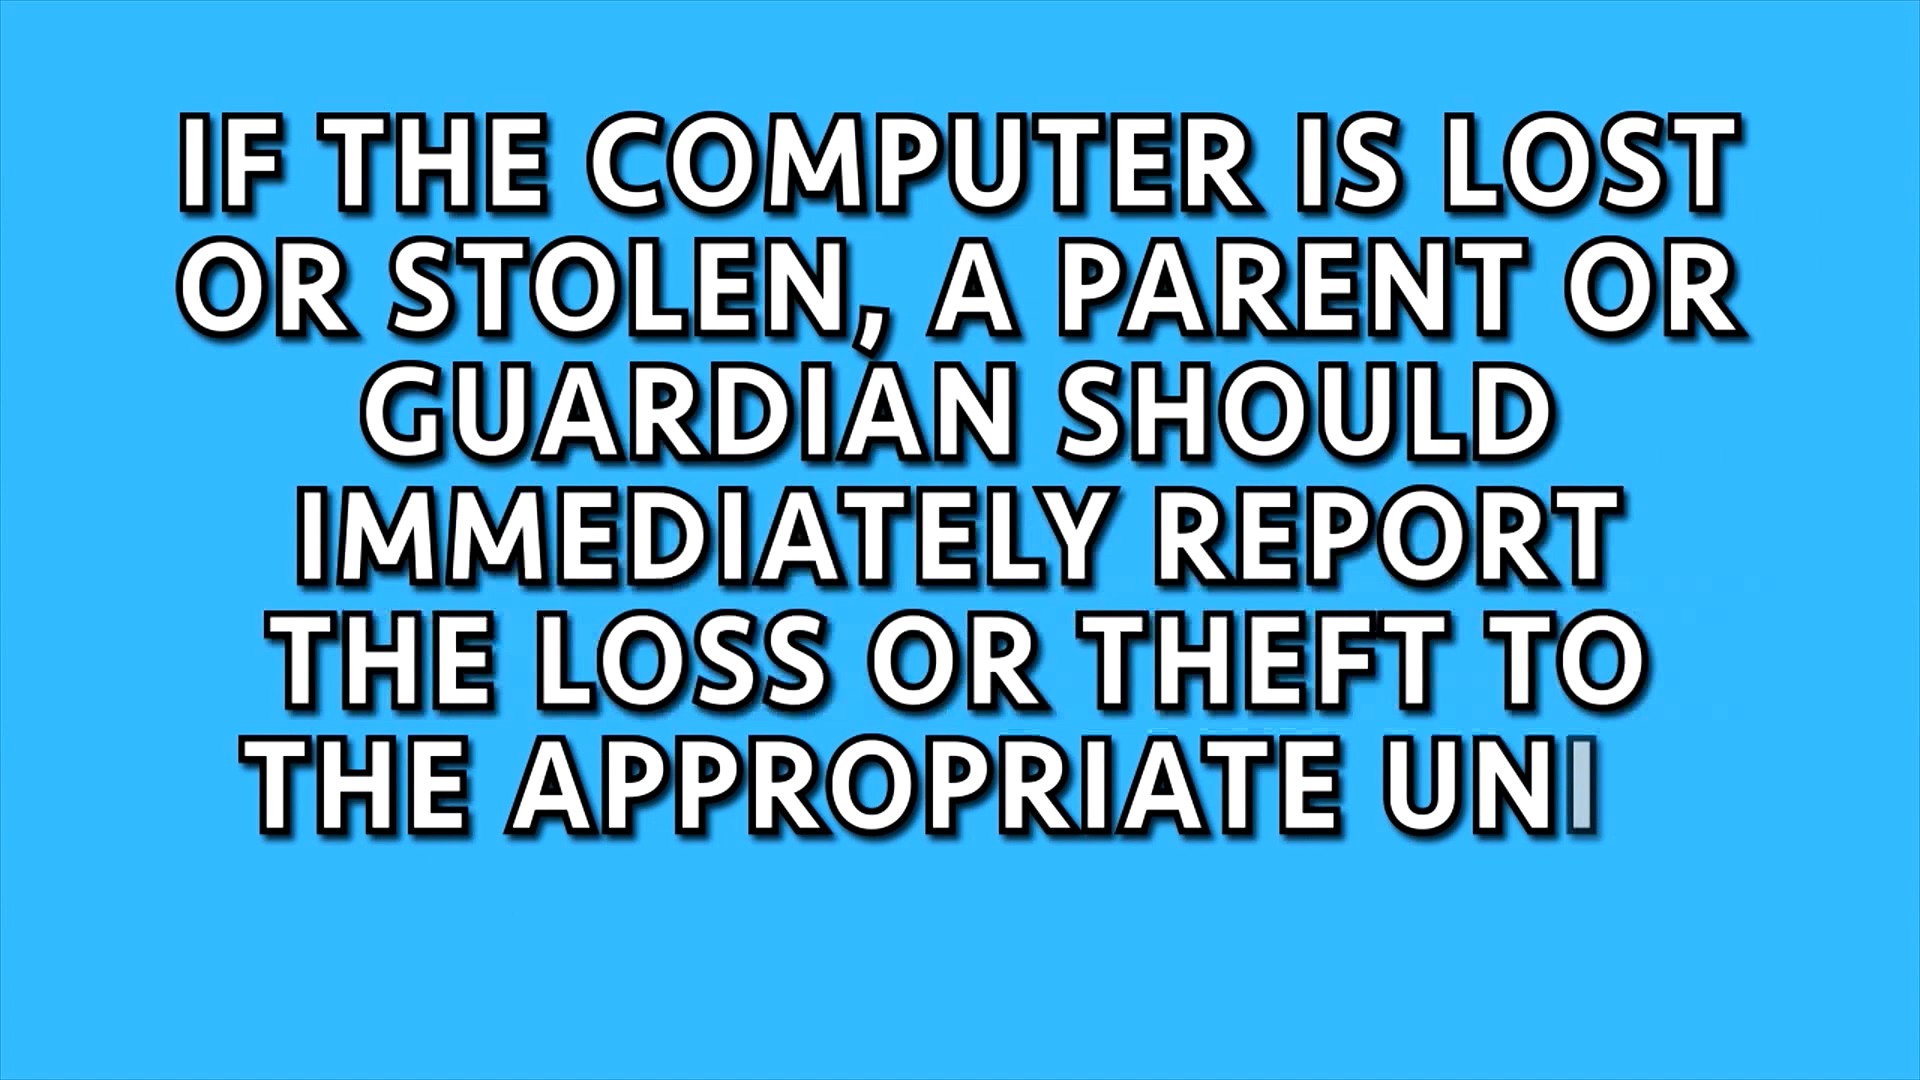 IF THE COMPUTER IS LOST
OR STOLEN, A PARENT OR
GUARDIAN SHOULD
IMMEDIATELY REPORT
THE LOSS OR THEFT TO
THE APPROPRIATE UNI